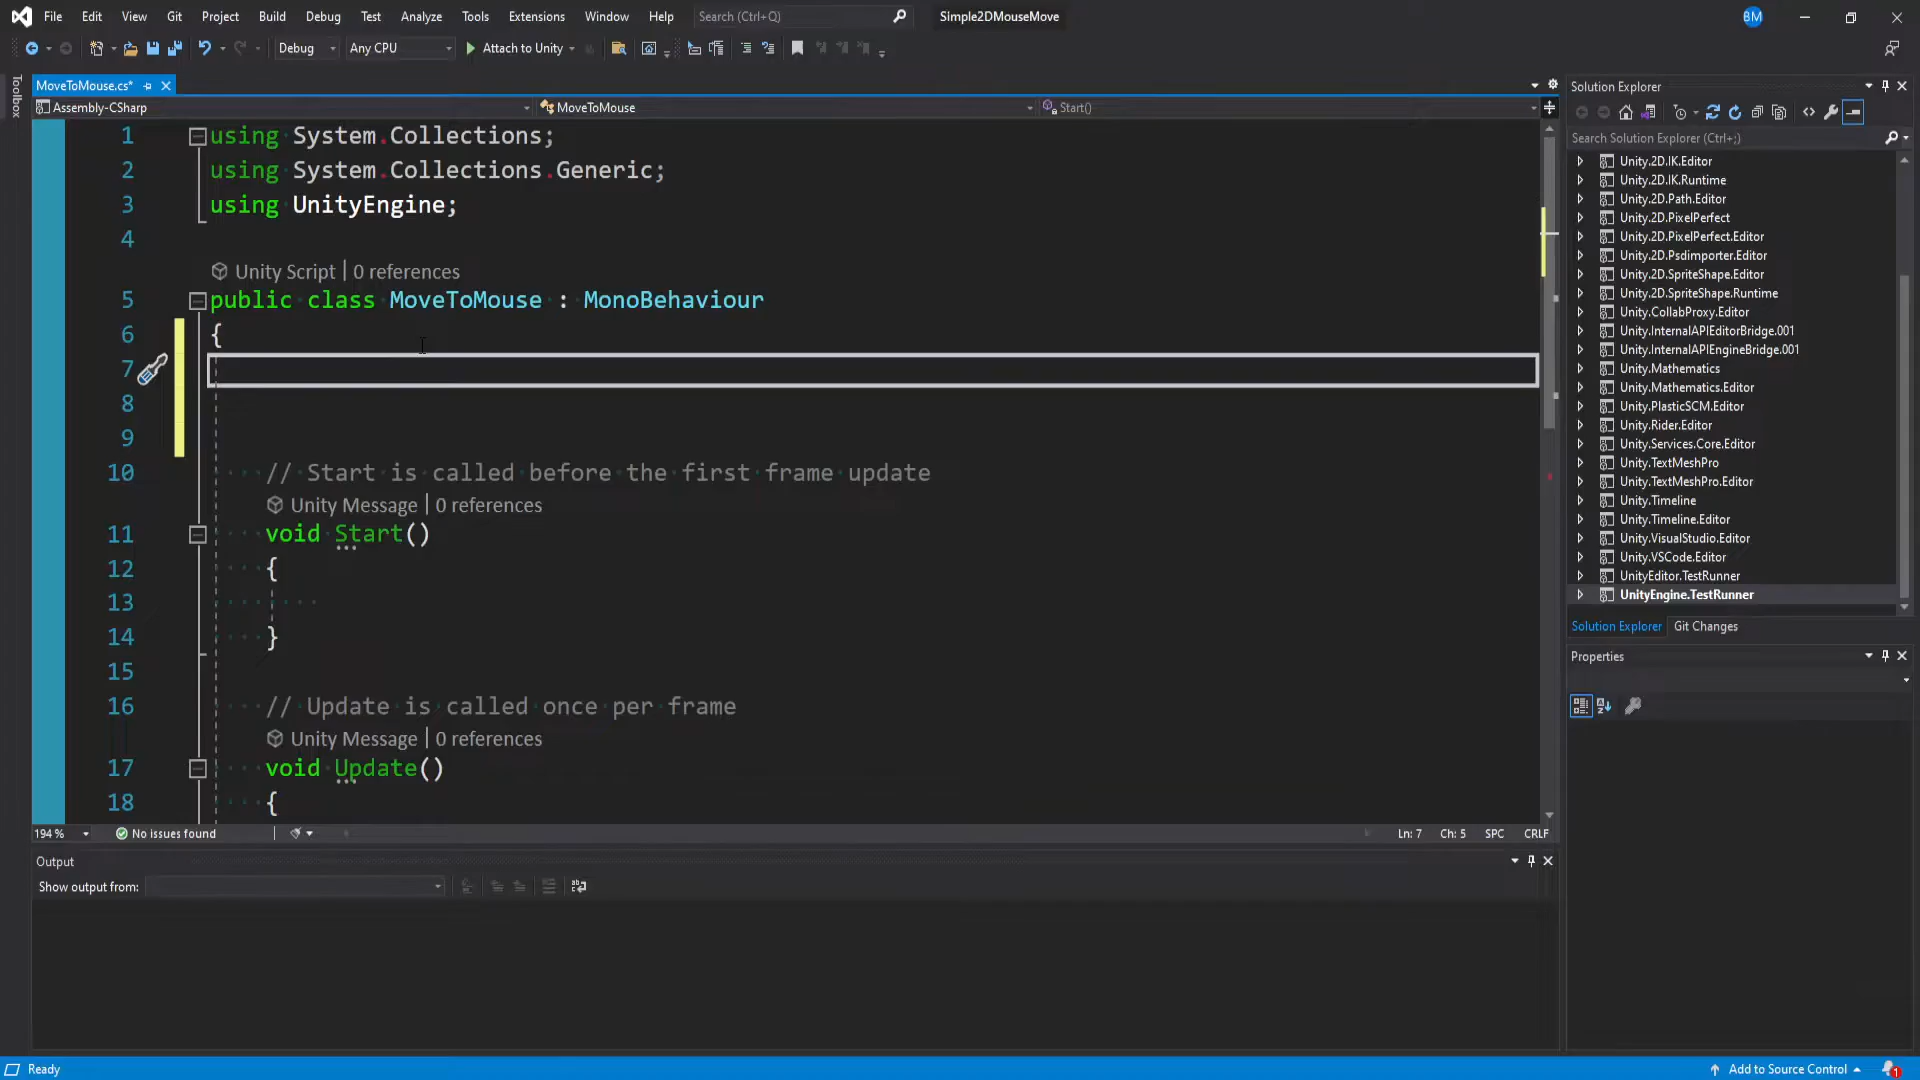 File Edit View Git Project Build Debug Test Analyze Tools Extensions Window Help Search (Ctrl+Q) Simple2DMouseMove BM
Debug Any CPU Attach to Unity
Toolbox
MoveToMouse.cs*
Assembly-CSharp MoveToMouse Start()
1 using System.Collections;
2 using System.Collections.Generic;
3 using UnityEngine;
4
Unity Script | 0 references
5 public class MoveToMouse : MonoBehaviour
6 {
7
8
9
10 // Start is called before the first frame update
Unity Message | 0 references
11 void Start()
12 {
13
14 }
15
16 // Update is called once per frame
Unity Message | 0 references
17 void Update()
18 {
194 % No issues found Ln: 7 Ch: 5 SPC CRLF
Output
Show output from:
Solution Explorer
Search Solution Explorer (Ctrl+;)
Unity.2D.IK.Editor
Unity.2D.IK.Runtime
Unity.2D.Path.Editor
Unity.2D.PixelPerfect
Unity.2D.PixelPerfect.Editor
Unity.2D.Psdimporter.Editor
Unity.2D.SpriteShape.Editor
Unity.2D.SpriteShape.Runtime
Unity.CollabProxy.Editor
Unity.InternalAPIEditorBridge.001
Unity.InternalAPIEngineBridge.001
Unity.Mathematics
Unity.Mathematics.Editor
Unity.PlasticSCM.Editor
Unity.Rider.Editor
Unity.Services.Core.Editor
Unity.TextMeshPro
Unity.TextMeshPro.Editor
Unity.Timeline
Unity.Timeline.Editor
Unity.VisualStudio.Editor
Unity.VSCode.Editor
UnityEditor.TestRunner
UnityEngine.TestRunner
Solution Explorer Git Changes
Properties
Ready Add to Source Control 1